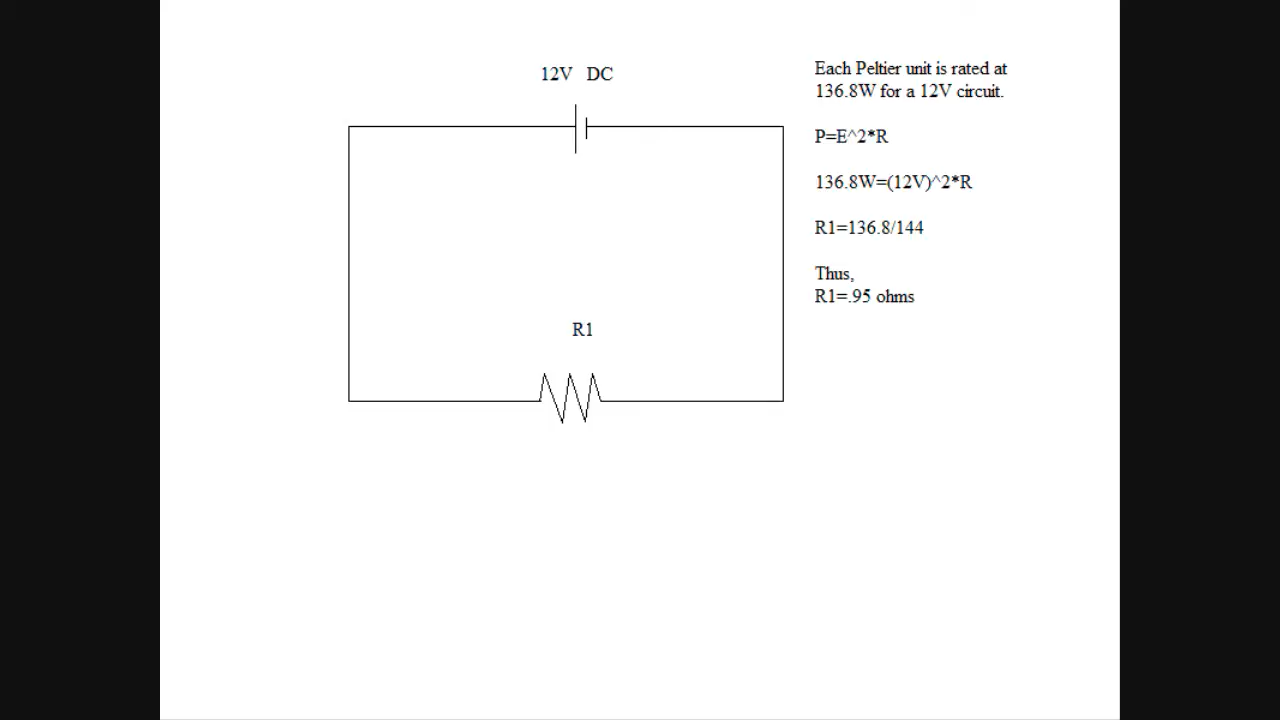 12V DC
Each Peltier unit is rated at
136.8W for a 12V circuit.
P=E^2*R
136.8W=(12V)^2*R
R1=136.8/144
Thus,
R1=.95 ohms
R1